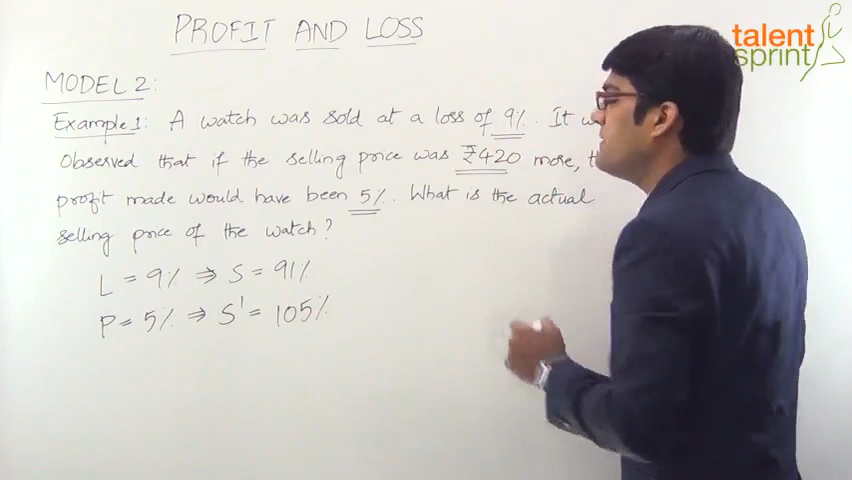 PROFIT AND LOSS
talent
sprint
MODEL 2:
Example 1: A watch was sold at a loss of 9%. It
Observed that if the selling price was ₹420 more,
profit made would have been 5%. What is the actual
selling price of the watch?
L = 9% ⇒ S = 91%
P = 5% ⇒ S' = 105%